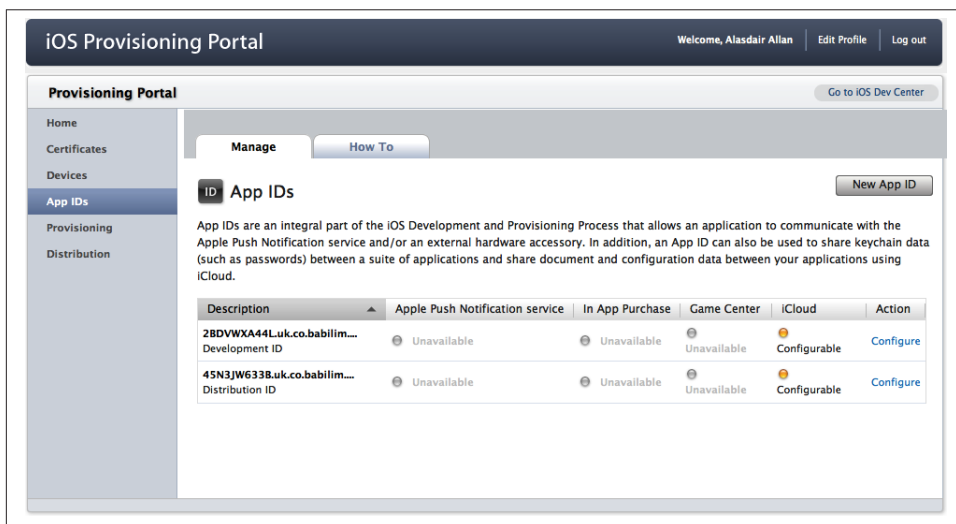 iOS Provisioning Portal
Welcome, Alasdair Allan
Edit Profile
Log out
Provisioning Portal
Go to iOS Dev Center
Home
Certificates
Devices
App IDs
Provisioning
Distribution
Manage
How To
ID App IDs
New App ID
App IDs are an integral part of the iOS Development and Provisioning Process that allows an application to communicate with the
Apple Push Notification service and/or an external hardware accessory. In addition, an App ID can also be used to share keychain data
(such as passwords) between a suite of applications and share document and configuration data between your applications using
iCloud.
Description Apple Push Notification service In App Purchase Game Center iCloud Action
2BDVWXA44L.uk.co.babilim....
Development ID
Unavailable
Unavailable
Unavailable
Configurable
Configure
45N3JW633B.uk.co.babilim....
Distribution ID
Unavailable
Unavailable
Unavailable
Configurable
Configure